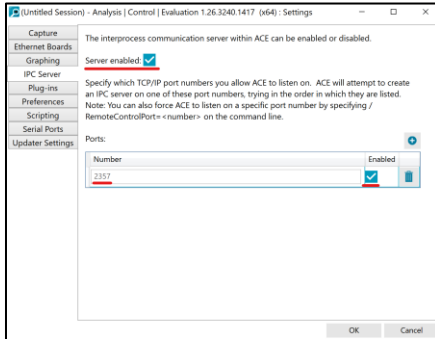 (Untitled Session) - Analysis | Control | Evaluation 1.26.3240.1417 (x64) : Settings
Capture
Ethernet Boards
Graphing
IPC Server
Plug-ins
Preferences
Scripting
Serial Ports
Updater Settings
The interprocess communication server within ACE can be enabled or disabled.
Server enabled:
Specify which TCP/IP port numbers you allow ACE to listen on. ACE will attempt to create
an IPC server on one of these port numbers, trying in the order in which they are listed.
Note: You can also force ACE to listen on a specific port number by specifying /
RemoteControlPort=<number> on the command line.
Ports:
Number Enabled
2357
OK Cancel